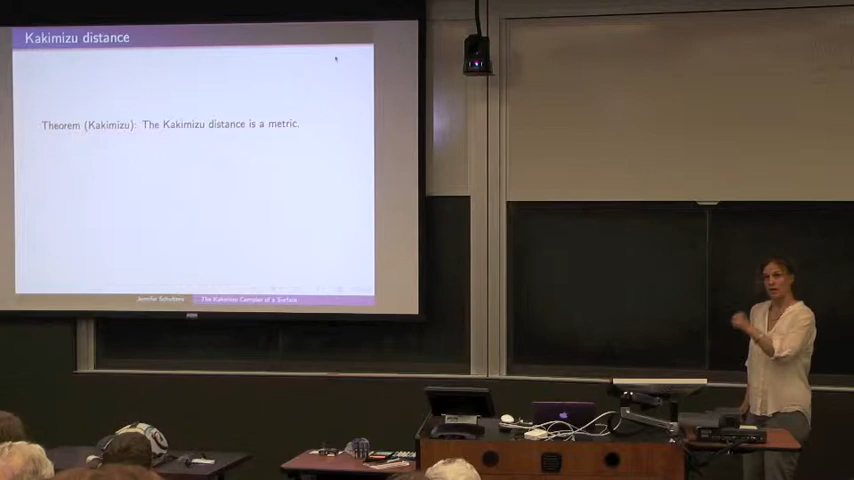 Kakimizu distance
Theorem (Kakimizu): The Kakimizu distance is a metric.
Jennifer Schultens
The Kakimizu Complex of a Surface